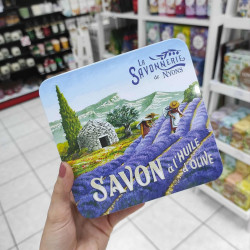 La
SAVONNERIE
de NYONS
SAVON
à L'HUILE
D'OLIVE